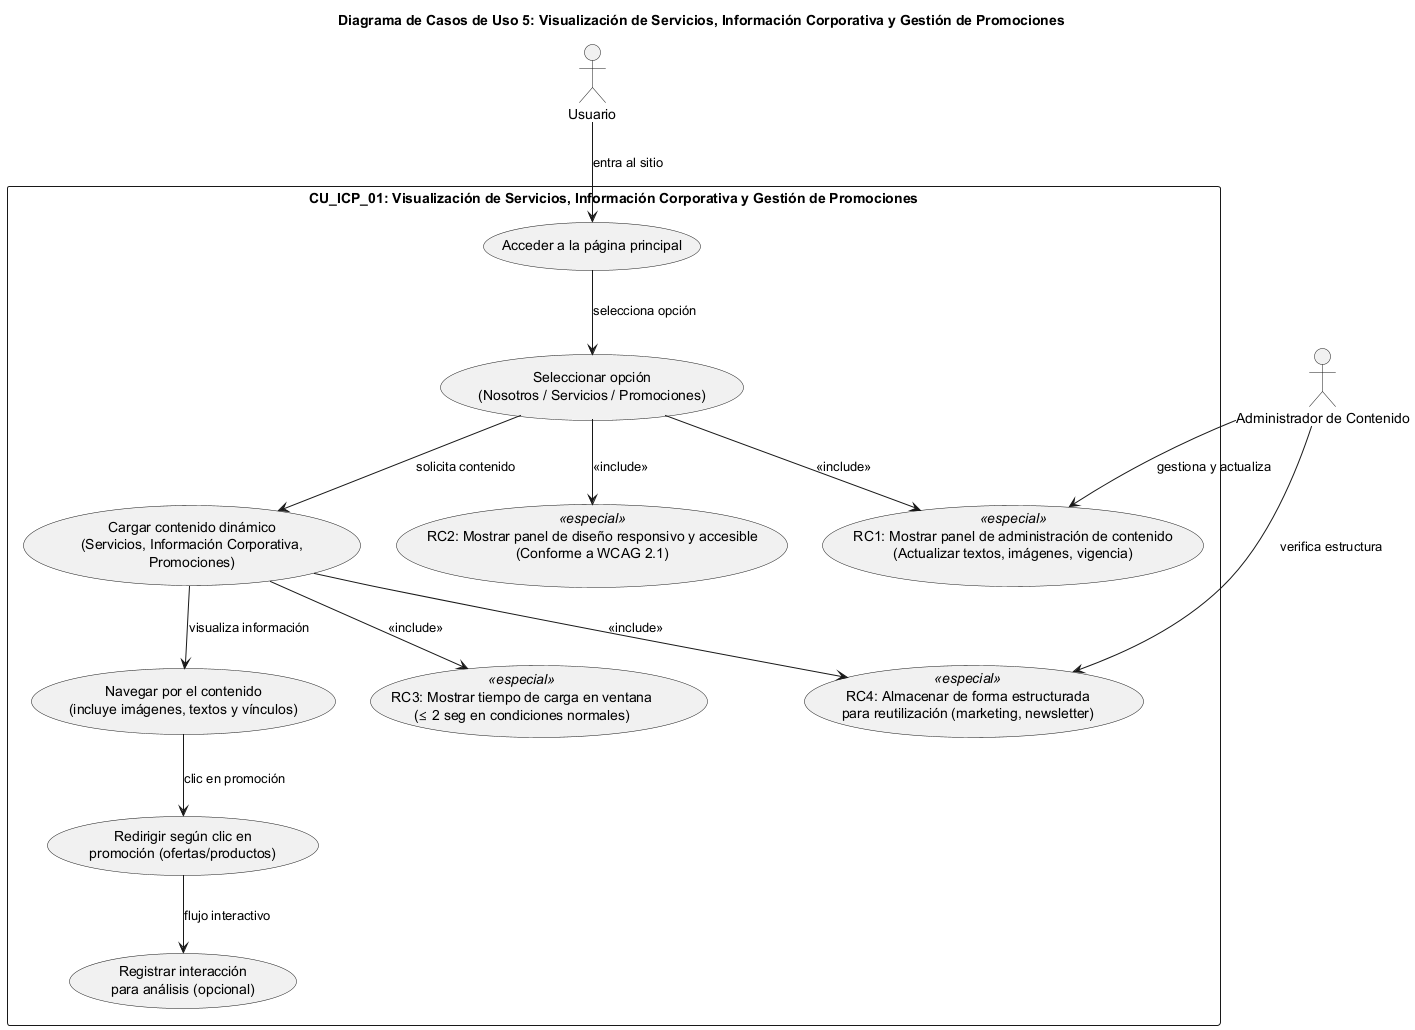 Diagrama de Casos de Uso 5: Visualización de Servicios, Información Corporativa y Gestión de Promociones
Usuario
entra al sitio
CU_ICP_01: Visualización de Servicios, Información Corporativa y Gestión de Promociones
Acceder a la página principal
selecciona opción
Seleccionar opción
(Nosotros / Servicios / Promociones)
Administrador de Contenido
solicita contenido
«include»
«include»
gestiona y actualiza
Cargar contenido dinámico
(Servicios, Información Corporativa,
Promociones)
«especial»
RC2: Mostrar panel de diseño responsivo y accesible
(Conforme a WCAG 2.1)
«especial»
RC1: Mostrar panel de administración de contenido
(Actualizar textos, imágenes, vigencia)
verifica estructura
visualiza información
«include»
«include»
Navegar por el contenido
(incluye imágenes, textos y vínculos)
«especial»
RC3: Mostrar tiempo de carga en ventana
(≤ 2 seg en condiciones normales)
«especial»
RC4: Almacenar de forma estructurada
para reutilización (marketing, newsletter)
clic en promoción
Redirigir según clic en
promoción (ofertas/productos)
flujo interactivo
Registrar interacción
para análisis (opcional)